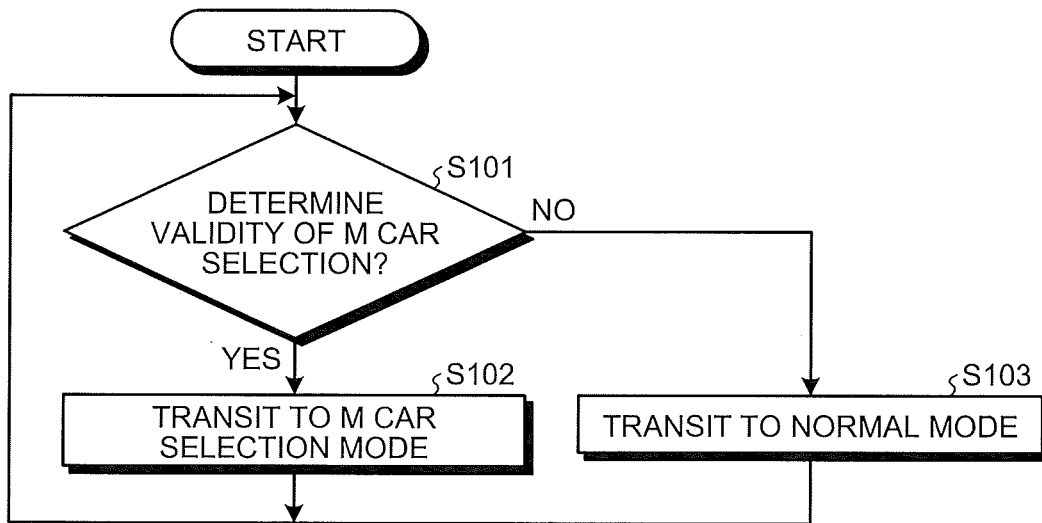 START
S101
DETERMINE
VALIDITY OF M CAR
SELECTION?
NO
YES
S102
TRANSIT TO M CAR
SELECTION MODE
S103
TRANSIT TO NORMAL MODE